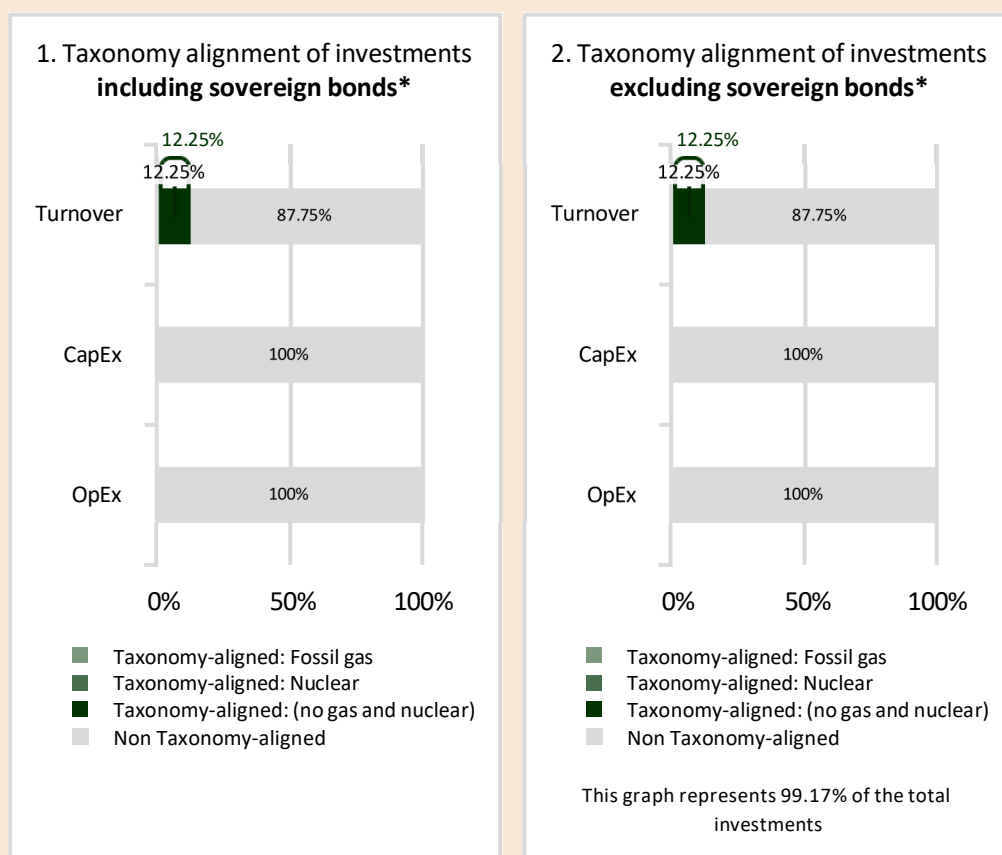 1. Taxonomy alignment of investments
including sovereign bonds*
12.25%
12.25%
Turnover
87.75%
CapEx
100%
OpEx
100%
0% 50% 100%
Taxonomy-aligned: Fossil gas
Taxonomy-aligned: Nuclear
Taxonomy-aligned: (no gas and nuclear)
Non Taxonomy-aligned
2. Taxonomy alignment of investments
excluding sovereign bonds*
12.25%
12.25%
Turnover
87.75%
CapEx
100%
OpEx
100%
0% 50% 100%
Taxonomy-aligned: Fossil gas
Taxonomy-aligned: Nuclear
Taxonomy-aligned: (no gas and nuclear)
Non Taxonomy-aligned
This graph represents 99.17% of the total
investments